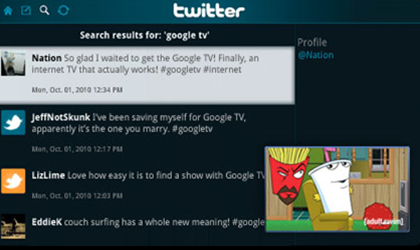 twitter
Search results for: 'google tv'
Nation So glad I waited to get the Google TV! Finally, an
internet TV that actually works! #googletv #internet
Mon, Oct. 01, 2010 12:34 PM
JeffNotSkunk I've been saving myself for Google TV,
apparently it's the one you marry. #googletv
Mon, Oct. 01, 2010 12:17 PM
LizLime Love how easy it is to find a show with Google TV
Mon, Oct. 01, 2010 12:03 PM
EddieK couch surfing has a whole new meaning! #goog
Profile
@Nation
[adult swim]